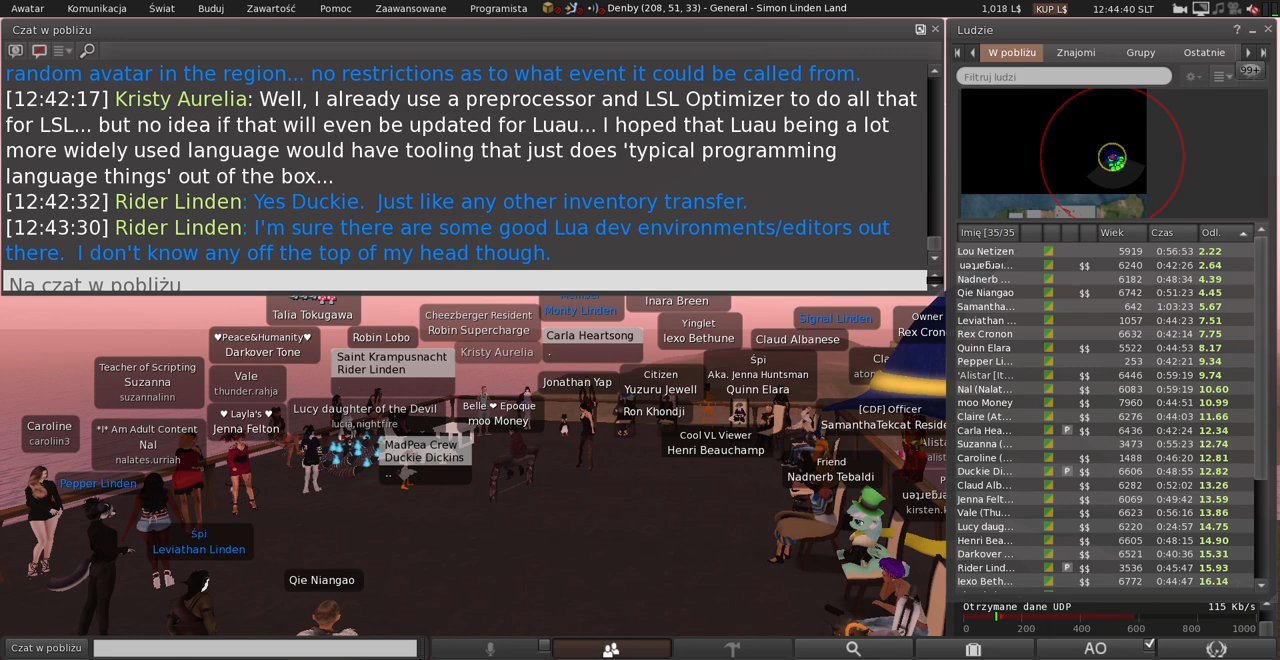 Awatar Komunikacja Świat Buduj Zawartość Pomoc Zaawansowane Programista Denby (208, 51, 33) - General - Simon Linden Land 1,018 L$ KUP L$ 12:44:40 SLT
Czat w pobliżu
random avatar in the region... no restrictions as to what event it could be called from.
[12:42:17] Kristy Aurelia: Well, I already use a preprocessor and LSL Optimizer to do all that
for LSL... but no idea if that will even be updated for Luau... I hoped that Luau being a lot
more widely used language would have tooling that just does 'typical programming
language things' out of the box...
[12:42:32] Rider Linden: Yes Duckie. Just like any other inventory transfer.
[12:43:30] Rider Linden: I'm sure there are some good Lua dev environments/editors out
there. I don't know any off the top of my head though.
Na czat w pobliżu
Talia Tokugawa
Cheezberger Resident
Robin Supercharge
Monty Linden
Inara Breen
Signal Linden
Owner
Rex Cron
♥Peace&Humanity♥
Darkover Tone
Robin Lobo
Kristy Aurelia
Carla Heartsong
.
Yinglet
Iexo Bethune
Claud Albanese
Saint Krampusnacht
Rider Linden
Teacher of Scripting
Suzanna
suzannalinn
Vale
thunder.rahja
Jonathan Yap
Citizen
Yuzuru Jewell
Śpi
Aka. Jenna Huntsman
Quinn Elara
Cla
aton
♥ Layla's ♥
Jenna Felton
Lucy daughter of the Devil
lucia.nightfire
Belle ♥ Epoque
moo Money
Ron Khondji
[CDF] Officer
SamanthaTekcat Reside
Caroline
caroliin3
*I* Am Adult Content
Nal
nalates.urriah
MadPea Crew
Duckie Dickins
..
Cool VL Viewer
Henri Beauchamp
Alista
alist
Friend
Nadnerb Tebaldi
kirsten.k
Pepper Linden
Śpi
Leviathan Linden
Qie Niangao
Czat w pobliżu
Ludzie
W pobliżu Znajomi Grupy Ostatnie
Filtruj ludzi 99+
Imię [35/35 Wiek Czas Odl.
Lou Netizen 5919 0:56:53 2.22
$$ 6240 0:42:26 2.64
Nadnerb ... 6182 0:48:34 4.39
Qie Niangao $$ 6742 0:51:23 4.45
Samantha... 642 1:03:23 5.67
Leviathan ... 1057 0:44:23 7.51
Rex Cronon 6632 0:42:14 7.75
Quinn Elara $$ 5522 0:44:53 8.17
Pepper Li... 253 0:42:21 9.34
'Alistar [It... $$ 6446 0:59:19 9.74
Nal (Nalat... $$ 6083 0:59:19 10.60
moo Money $$ 7960 0:44:51 10.99
Claire (At... $$ 6276 0:44:03 11.66
Carla Hea... P $$ 6436 0:42:24 12.34
Suzanna (... 3473 0:55:23 12.74
Caroline (... $$ 1488 0:46:20 12.81
Duckie Di... P $$ 6606 0:48:55 12.82
Claud Alb... $$ 6282 0:52:02 13.26
Jenna Felt... $$ 6069 0:49:42 13.59
Vale (Thu... $$ 6623 0:56:16 13.86
Lucy daug... $$ 6220 0:24:57 14.75
Henri Bea... $$ 6605 0:48:15 14.90
Darkover ... $$ 6521 0:40:36 15.31
Rider Lind... P $$ 3536 0:45:47 15.93
Iexo Beth... $$ 6772 0:44:47 16.14
Otrzymane dane UDP 115 Kb/s
0 200 400 600 800 1000
AO